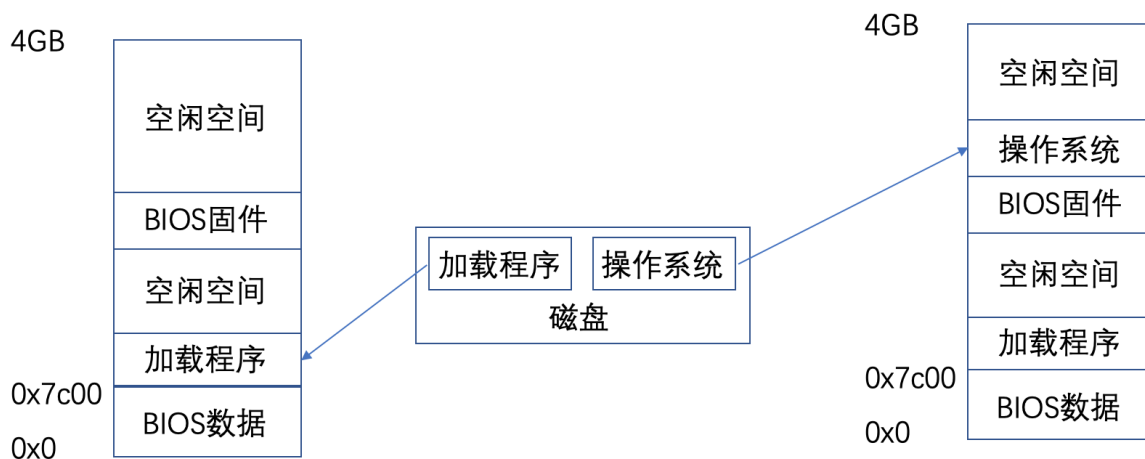 4GB
空闲空间
BIOS固件
空闲空间
加载程序
0x7c00
BIOS数据
0x0
加载程序
操作系统
磁盘
4GB
空闲空间
操作系统
BIOS固件
空闲空间
加载程序
0x7c00
BIOS数据
0x0